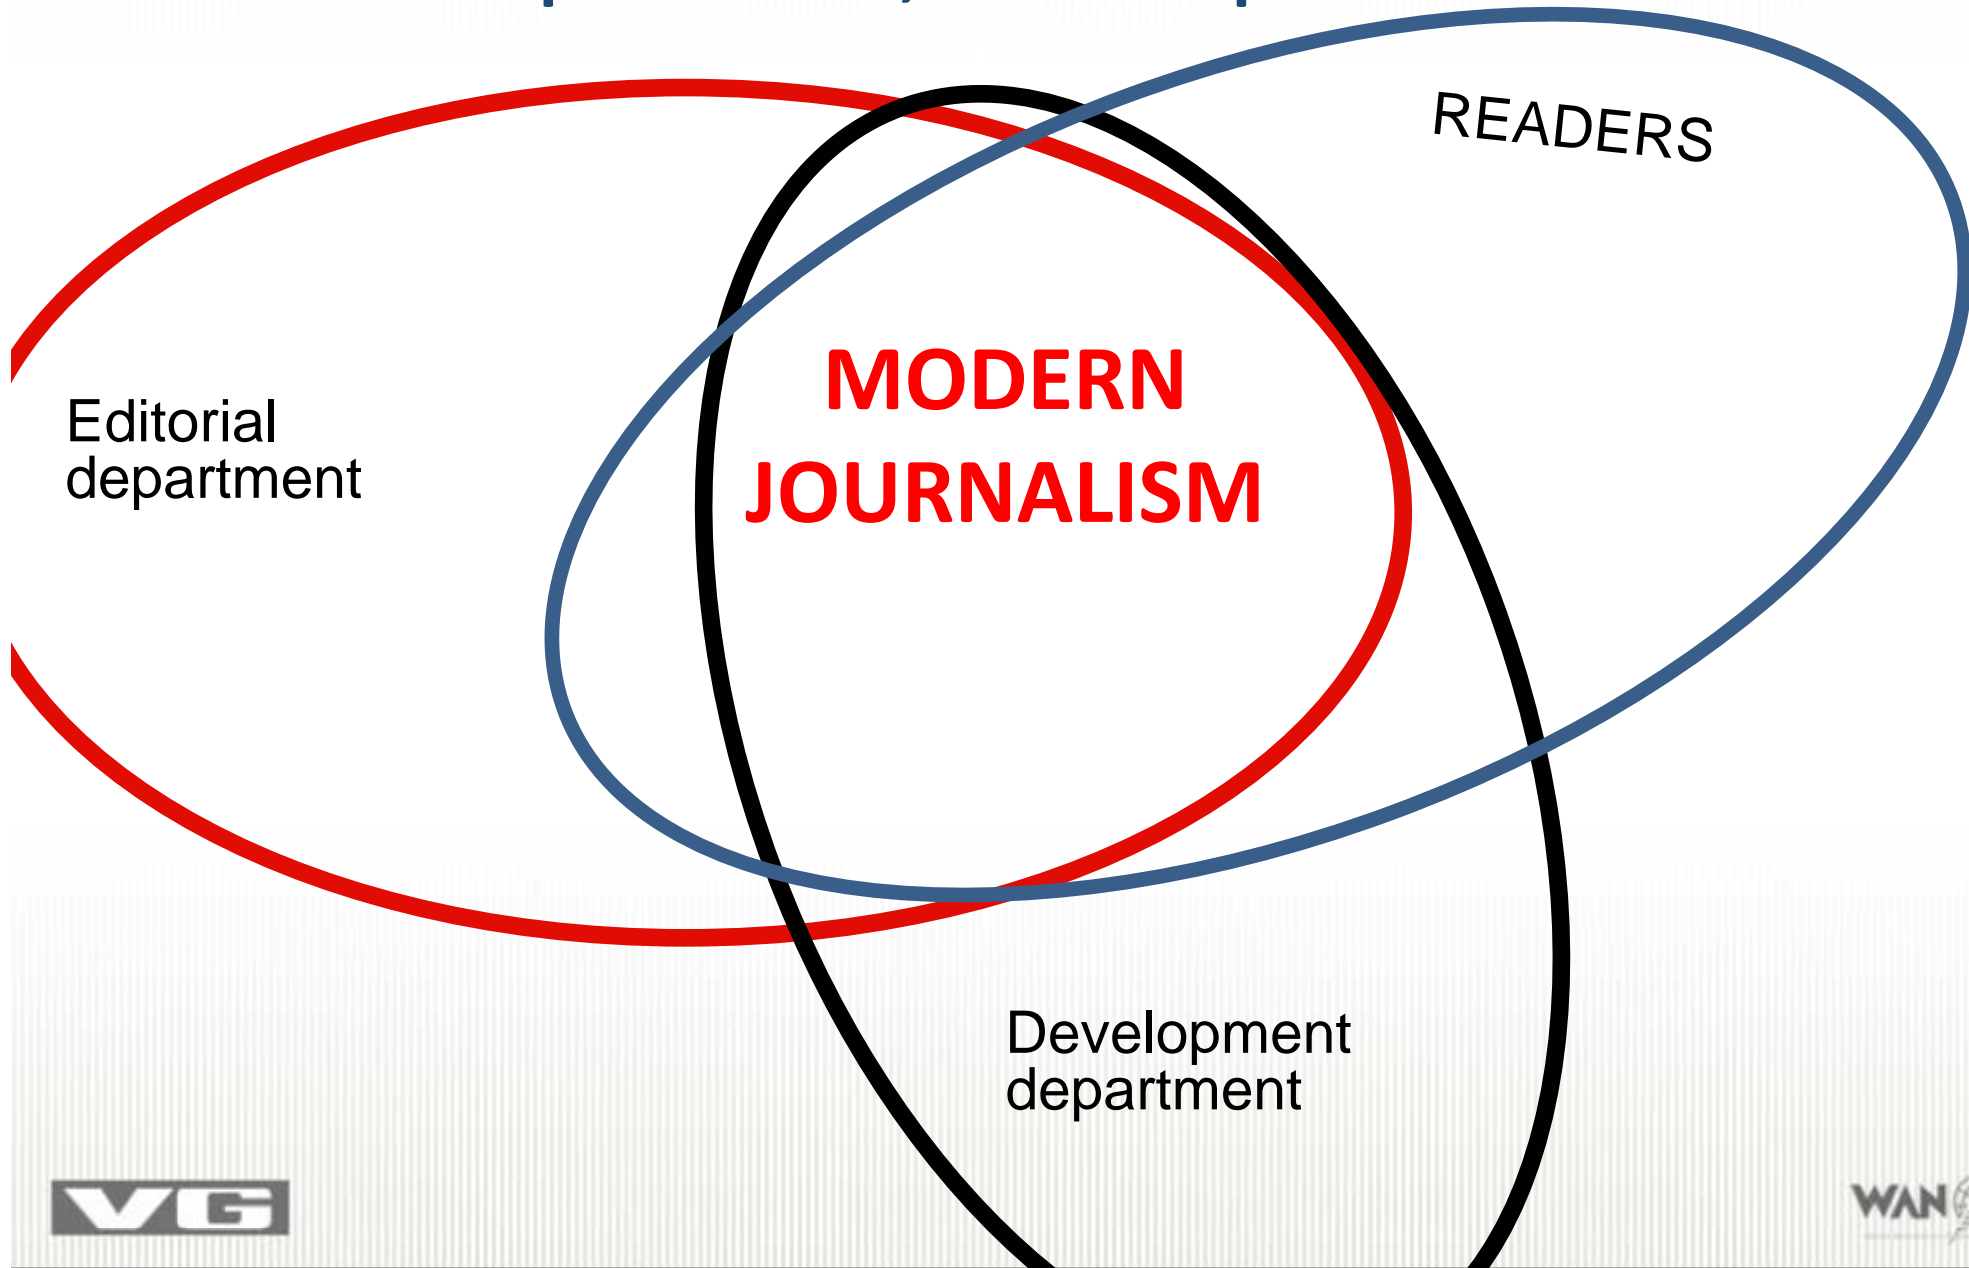 READERS
MODERN
JOURNALISM
Editorial
department
Development
department
VG
WAN